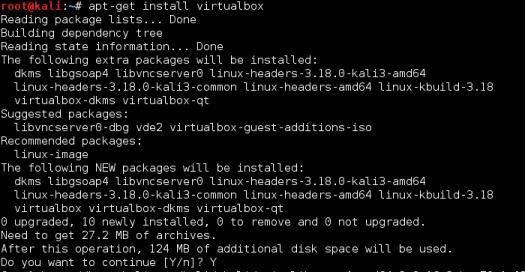 root@kali:~# apt-get install virtualbox
Reading package lists... Done
Building dependency tree
Reading state information... Done
The following extra packages will be installed:
  dkms libgsoap4 libvncserver0 linux-headers-3.18.0-kali3-amd64
  linux-headers-3.18.0-kali3-common linux-headers-amd64 linux-kbuild-3.18
  virtualbox-dkms virtualbox-qt
Suggested packages:
  libvncserver0-dbg vde2 virtualbox-guest-additions-iso
Recommended packages:
  linux-image
The following NEW packages will be installed:
  dkms libgsoap4 libvncserver0 linux-headers-3.18.0-kali3-amd64
  linux-headers-3.18.0-kali3-common linux-headers-amd64 linux-kbuild-3.18
  virtualbox virtualbox-dkms virtualbox-qt
0 upgraded, 10 newly installed, 0 to remove and 0 not upgraded.
Need to get 27.2 MB of archives.
After this operation, 124 MB of additional disk space will be used.
Do you want to continue [Y/n]? Y